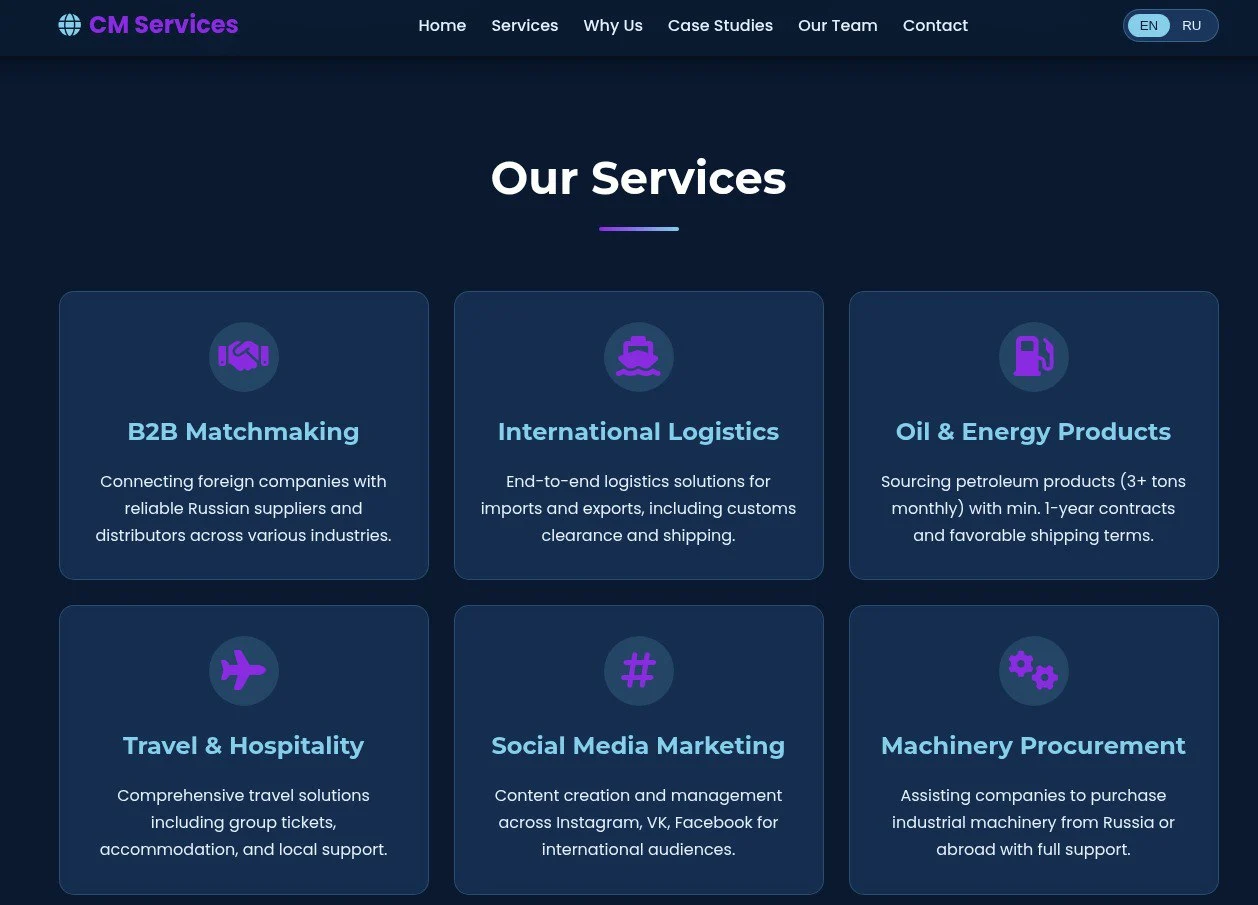 CM Services
Home
Services
Why Us
Case Studies
Our Team
Contact
EN
RU
Our Services
B2B Matchmaking
Connecting foreign companies with
reliable Russian suppliers and
distributors across various industries.
International Logistics
End-to-end logistics solutions for
imports and exports, including customs
clearance and shipping.
Oil & Energy Products
Sourcing petroleum products (3+ tons
monthly) with min. 1-year contracts
and favorable shipping terms.
Travel & Hospitality
Comprehensive travel solutions
including group tickets,
accommodation, and local support.
Social Media Marketing
Content creation and management
across Instagram, VK, Facebook for
international audiences.
Machinery Procurement
Assisting companies to purchase
industrial machinery from Russia or
abroad with full support.